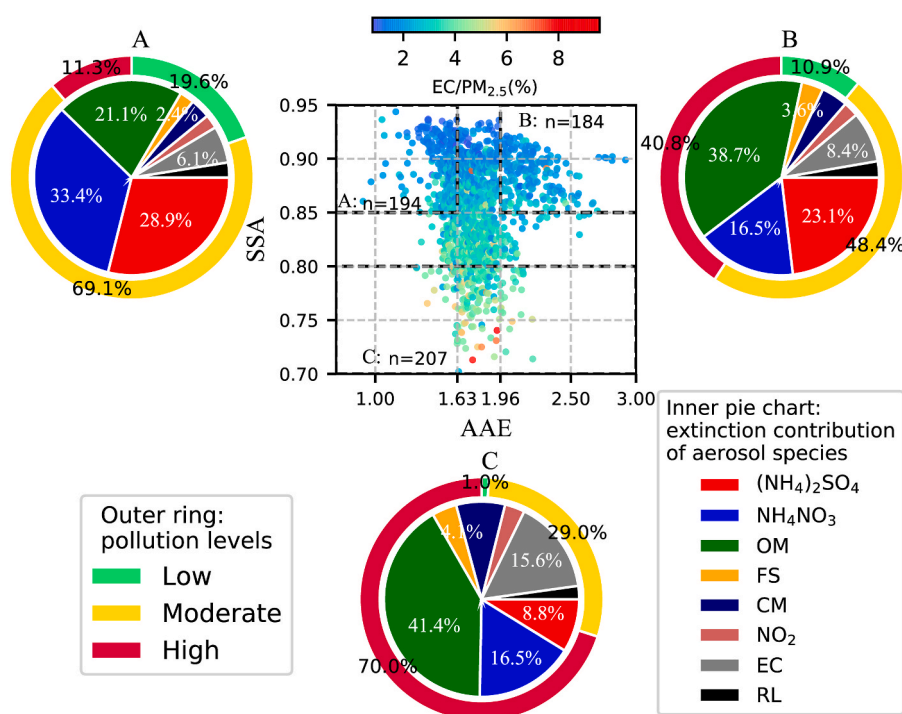 2 4 6 8
EC/PM2.5(%)
A
11.3%
19.6%
21.1%
2.4%
6.1%
33.4%
28.9%
69.1%
B
10.9%
40.8%
3.6%
38.7%
8.4%
16.5%
23.1%
48.4%
0.95
0.90
0.85
0.80
0.75
0.70
SSA
B: n=184
A: n=194
C: n=207
1.00 1.63 1.96 2.50 3.00
AAE
C
1.0%
29.0%
4.1%
15.6%
41.4%
8.8%
16.5%
70.0%
Outer ring:
pollution levels
Low
Moderate
High
Inner pie chart:
extinction contribution
of aerosol species
(NH4)2SO4
NH4NO3
OM
FS
CM
NO2
EC
RL